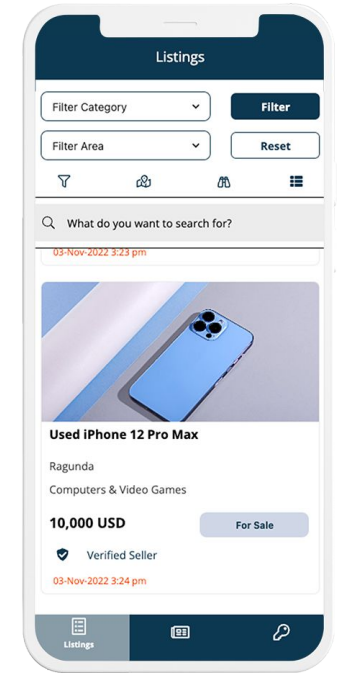 Listings
Filter Category
Filter
Filter Area
Reset
What do you want to search for?
03-Nov-2022 3:23 pm
Used iPhone 12 Pro Max
Ragunda
Computers & Video Games
10,000 USD
For Sale
Verified Seller
03-Nov-2022 3:24 pm
Listings